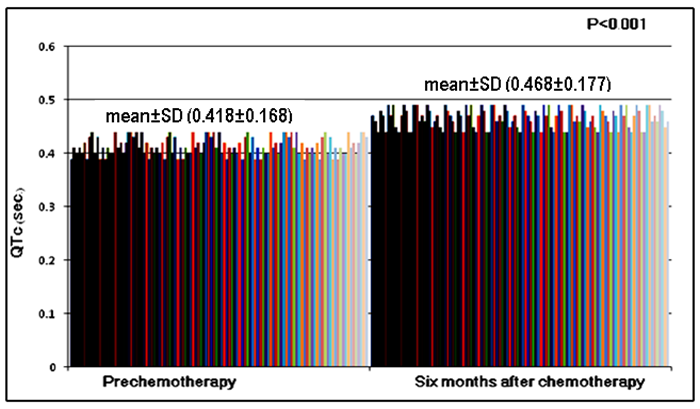 P<0.001
0.6
mean±SD (0.468±0.177)
0.5
mean±SD (0.418±0.168)
0.4
0.3
QTc (sec.)
0.2
0.1
0
Prechemotherapy
Six months after chemotherapy